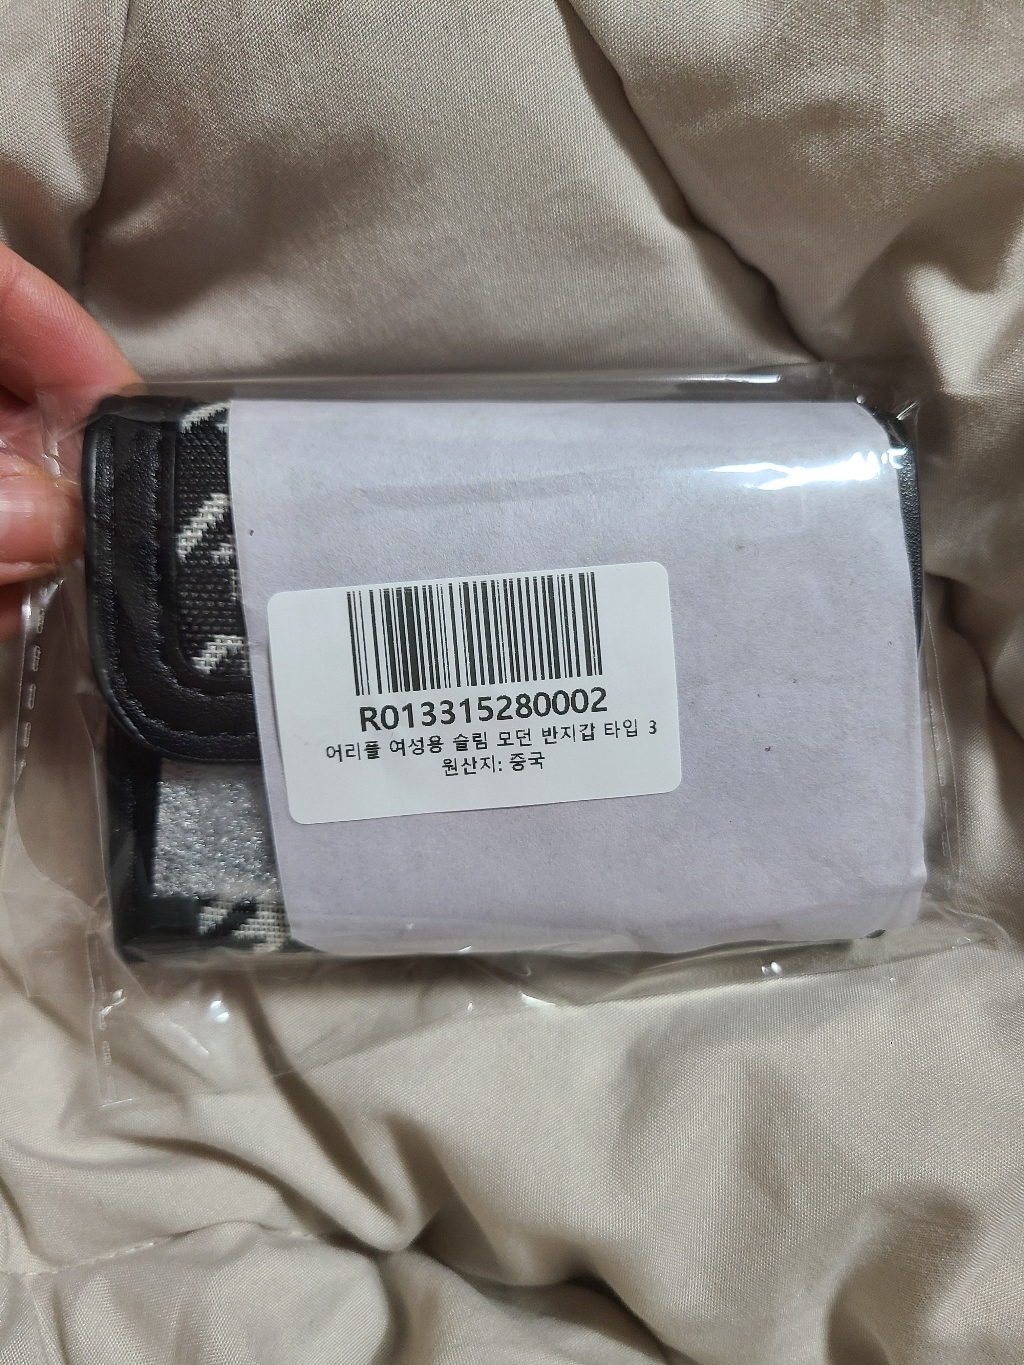 R013315280002
어리플 여성용 슬림 모던 반지갑 타입 3
원산지: 중국